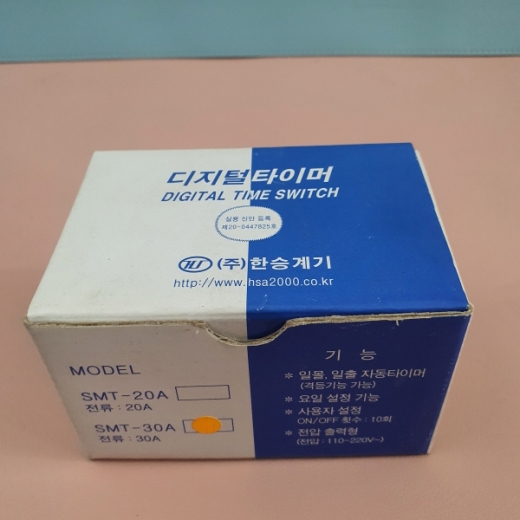 디지털타이머
DIGITAL TIME SWITCH
실용 신안 등록
제20-0447825호
(주)한승계기
http://www.hsa2000.co.kr
MODEL
SMT-20A
전류 : 20A
SMT-30A
전류 : 30A
기 능
※ 일몰, 일출 자동타이머
(격등기능 가능)
※ 요일 설정 기능
※ 사용자 설정
ON/OFF 횟수 : 10회
※ 전압 출력형
(전압 : 110~220V~)